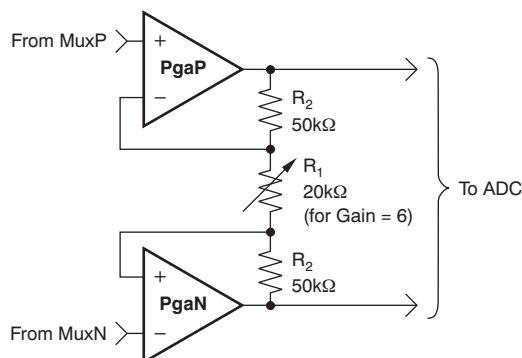 From MuxP
+
PgaP
−
R2
50kΩ
R1
20kΩ
(for Gain = 6)
To ADC
R2
50kΩ
+
PgaN
−
From MuxN